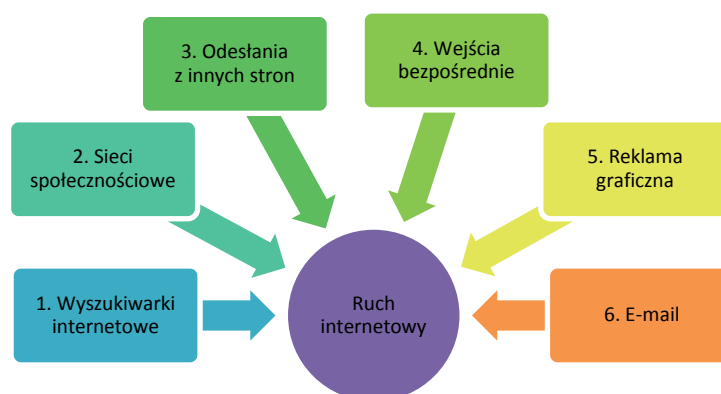 1. Wyszukiwarki
internetowe
2. Sieci
społecznościowe
3. Odesłania
z innych stron
4. Wejścia
bezpośrednie
5. Reklama
graficzna
6. E-mail
Ruch
internetowy